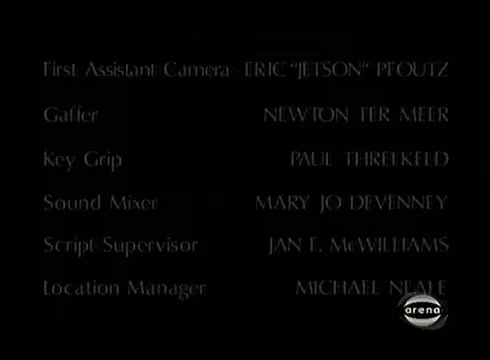 First Assistant Camera ERIC "JETSON" PFOUTZ
Gaffer NEWTON TER MEER
Key Grip PAUL THRELKELD
Sound Mixer MARY JO DEVENNEY
Script Supervisor JAN E. McWILLIAMS
Location Manager MICHAEL NEALE
arena